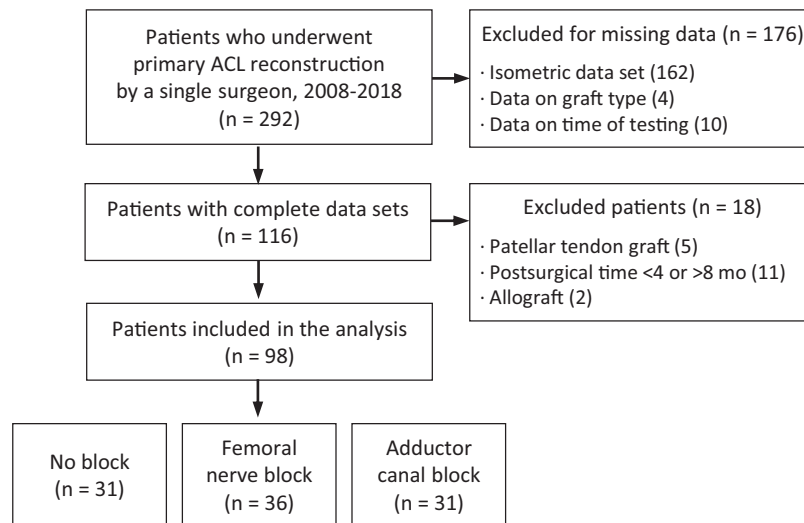 Patients who underwent
primary ACL reconstruction
by a single surgeon, 2008-2018
(n = 292)
Excluded for missing data (n = 176)
· Isometric data set (162)
· Data on graft type (4)
· Data on time of testing (10)
Patients with complete data sets
(n = 116)
Excluded patients (n = 18)
· Patellar tendon graft (5)
· Postsurgical time <4 or >8 mo (11)
· Allograft (2)
Patients included in the analysis
(n = 98)
No block
(n = 31)
Femoral
nerve block
(n = 36)
Adductor
canal block
(n = 31)